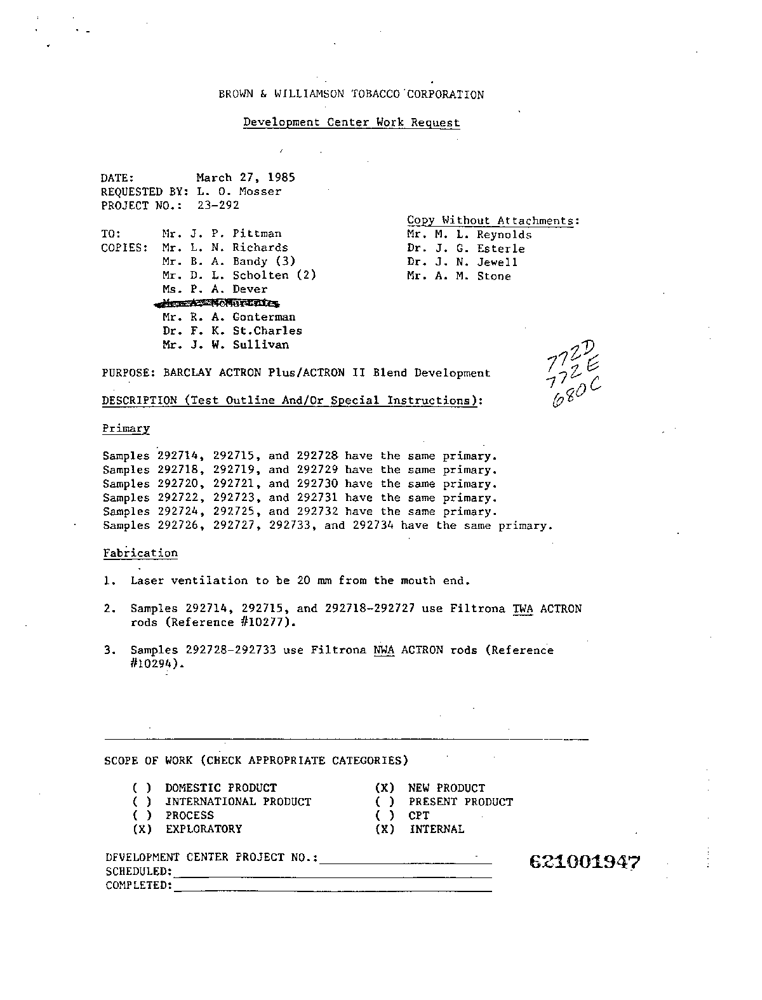 BROWN & WILLIAMSON TOBACCO CORPORATION
Development Center Work Request
DATE: March 27, 1985
REQUESTED BY: L. O. Mosser
PROJECT NO.: 23-292
Copy Without Attachments:
TO: Mr. J. P. Pittman Mr. M. L. Reynolds
COPIES: Mr. L. N. Richards Dr. J. G. Esterle
Mr. B. A. Bandy (3) Dr. J. N. Jewell
Mr. D. L. Scholten (2) Mr. A. M. Stone
Ms. P. A. Dever
Mr. R. A. Gonterman
Dr. F. K. St.Charles
Mr. J. W. Sullivan
772D
772E
680C
PURPOSE: BARCLAY ACTRON Plus/ACTRON II Blend Development
DESCRIPTION (Test Outline And/Or Special Instructions):
Primary
Samples 292714, 292715, and 292728 have the same primary.
Samples 292718, 292719, and 292729 have the same primary.
Samples 292720, 292721, and 292730 have the same primary.
Samples 292722, 292723, and 292731 have the same primary.
Samples 292724, 292725, and 292732 have the same primary.
Samples 292726, 292727, 292733, and 292734 have the same primary.
Fabrication
1. Laser ventilation to be 20 mm from the mouth end.
2. Samples 292714, 292715, and 292718-292727 use Filtrona TWA ACTRON
rods (Reference #10277).
3. Samples 292728-292733 use Filtrona NWA ACTRON rods (Reference
#10294).
SCOPE OF WORK (CHECK APPROPRIATE CATEGORIES)
( ) DOMESTIC PRODUCT (X) NEW PRODUCT
( ) INTERNATIONAL PRODUCT ( ) PRESENT PRODUCT
( ) PROCESS ( ) CPT
(X) EXPLORATORY (X) INTERNAL
DEVELOPMENT CENTER PROJECT NO.:
SCHEDULED:
COMPLETED:
621001947